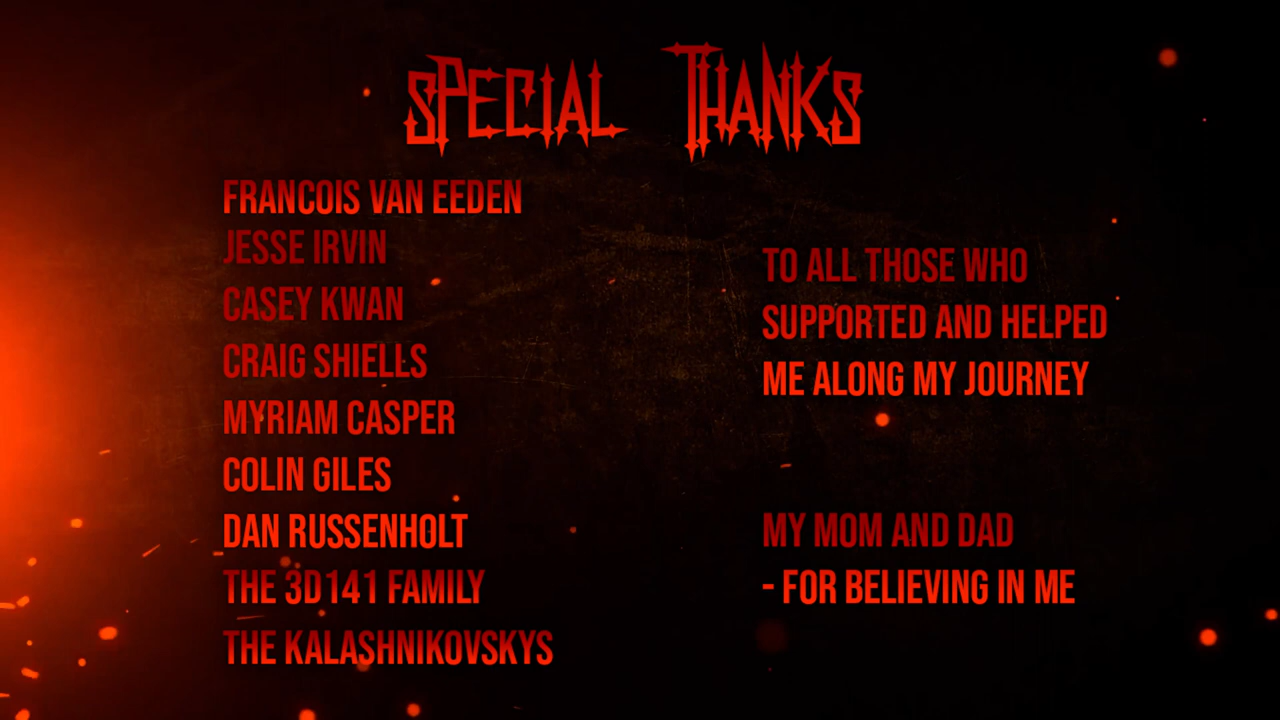 SPECIAL THANKS
FRANCOIS VAN EEDEN
JESSE IRVIN
CASEY KWAN
CRAIG SHIELLS
MYRIAM CASPER
COLIN GILES
DAN RUSSENHOLT
THE 3D141 FAMILY
THE KALASHNIKOVSKYS
TO ALL THOSE WHO
SUPPORTED AND HELPED
ME ALONG MY JOURNEY
MY MOM AND DAD
- FOR BELIEVING IN ME